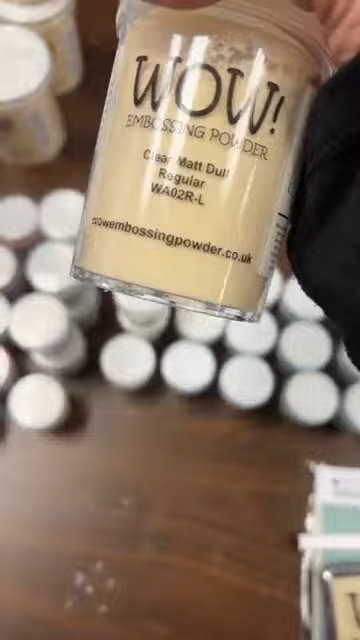 WOW!
EMBOSSING POWDER
Clear Matt Dull
Regular
WA02R-L
wowembossingpowder.co.uk